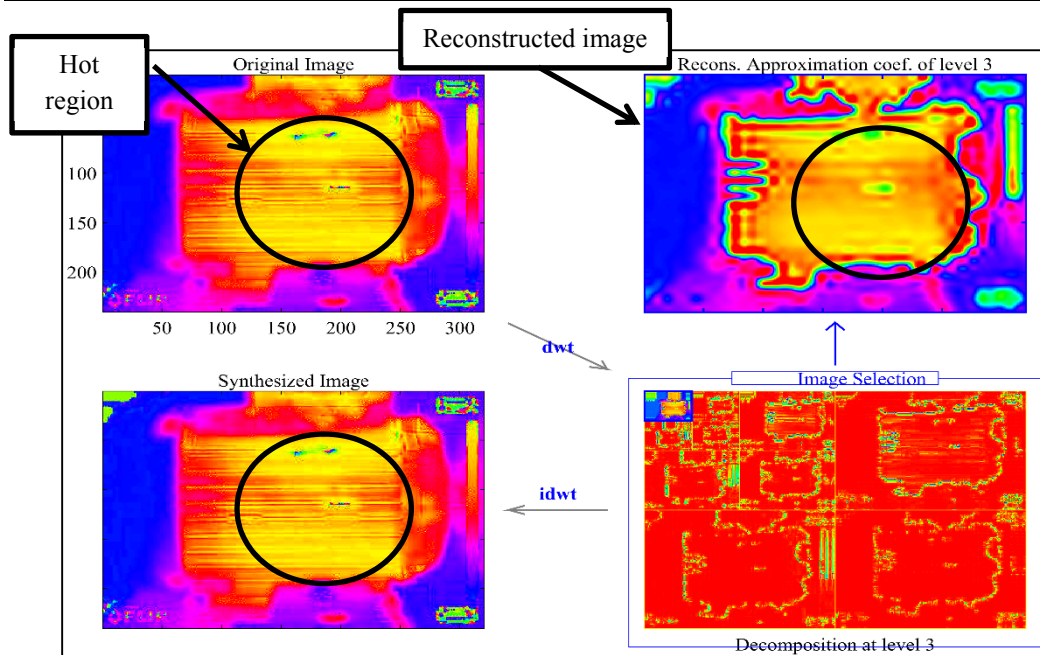 Hot
region
Reconstructed image
Original Image
Recons. Approximation coef. of level 3
100
150
200
50
100
150
200
250
300
dwt
Synthesized Image
Image Selection
idwt
Decomposition at level 3